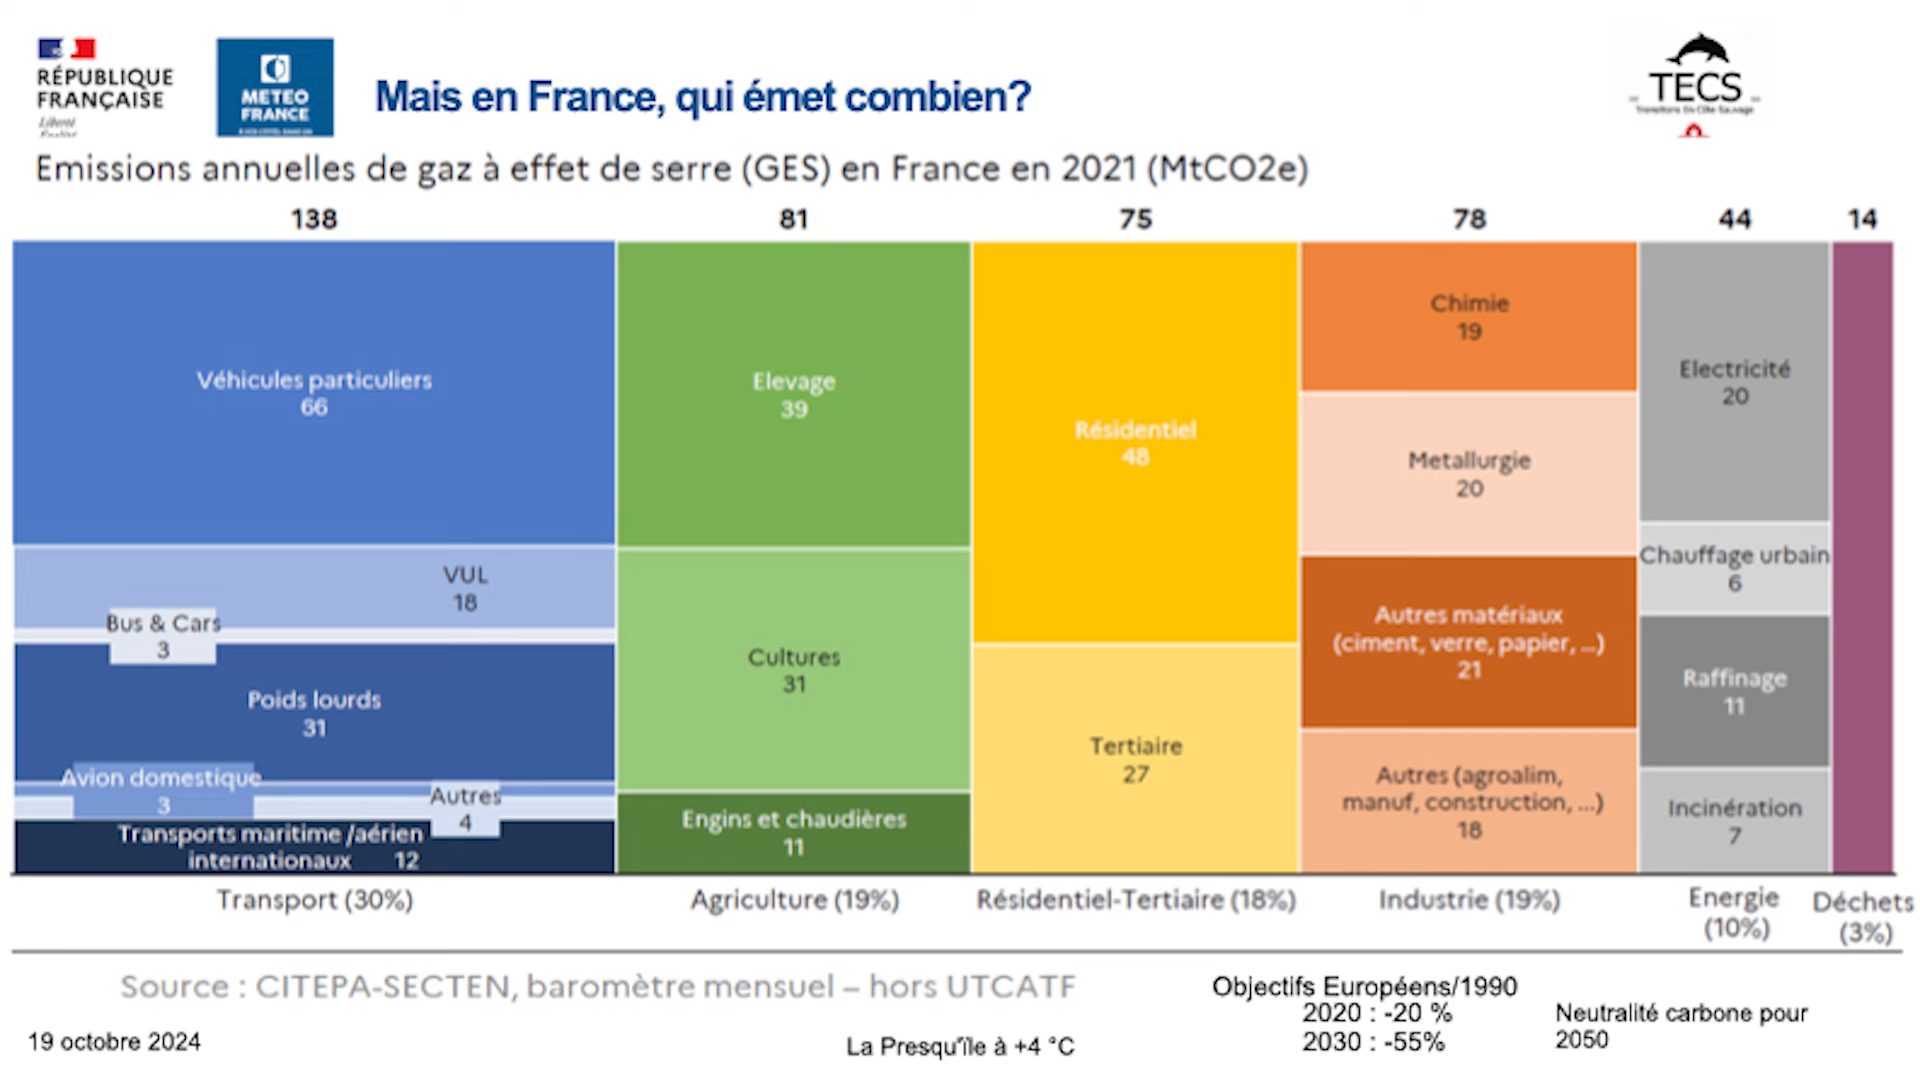 RÉPUBLIQUE
FRANÇAISE
Liberté
Égalité
METEO
FRANCE
Mais en France, qui émet combien?
TECS
Transitions En Côte Sauvage
Emissions annuelles de gaz à effet de serre (GES) en France en 2021 (MtCO2e)
138
81
75
78
44
14
Véhicules particuliers
66
VUL
18
Bus & Cars
3
Poids lourds
31
Avion domestique
3
Autres
4
Transports maritime /aérien
internationaux 12
Elevage
39
Cultures
31
Engins et chaudières
11
Résidentiel
48
Tertiaire
27
Chimie
19
Metallurgie
20
Autres matériaux
(ciment, verre, papier, ...)
21
Autres (agroalim,
manuf, construction, ...)
18
Electricité
20
Chauffage urbain
6
Raffinage
11
Incinération
7
Transport (30%)
Agriculture (19%)
Résidentiel-Tertiaire (18%)
Industrie (19%)
Energie
(10%)
Déchets
(3%)
Source : CITEPA-SECTEN, baromètre mensuel – hors UTCATF
Objectifs Européens/1990
2020 : -20 %
2030 : -55%
Neutralité carbone pour
2050
19 octobre 2024
La Presqu'île à +4 °C